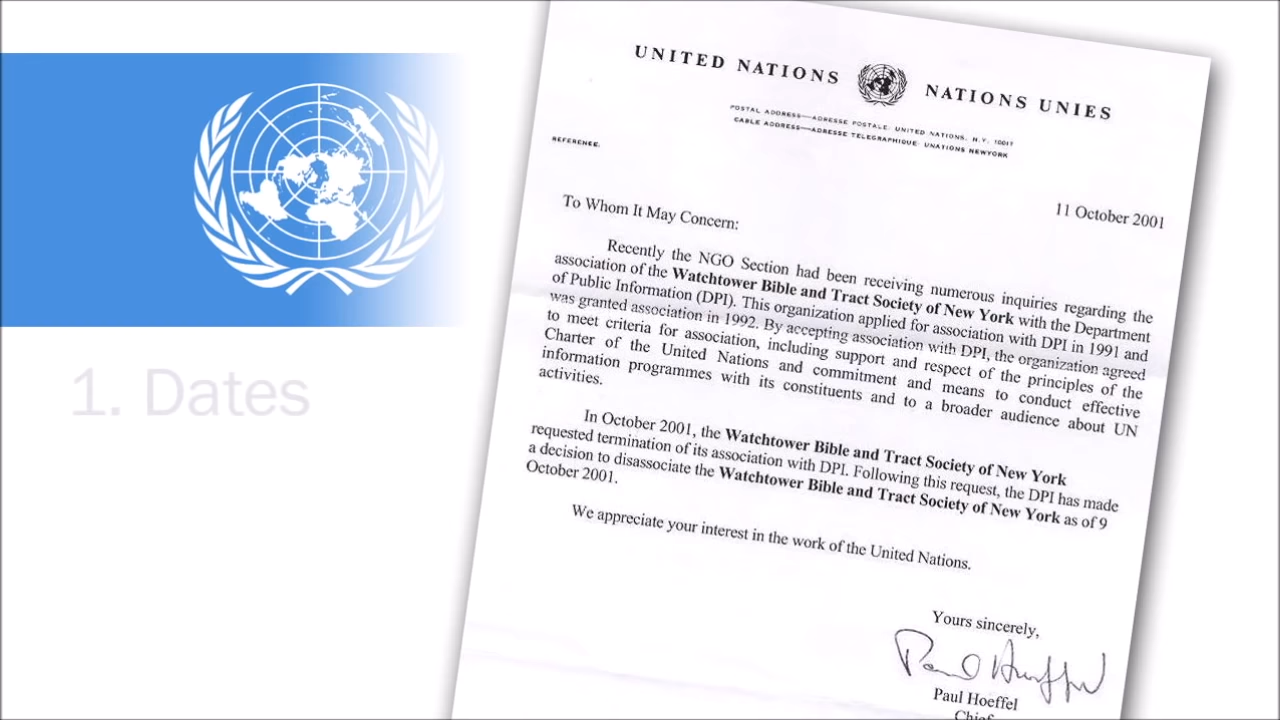 UNITED NATIONS NATIONS UNIES
POSTAL ADDRESS—ADRESSE POSTALE: UNITED NATIONS, N.Y. 10017
CABLE ADDRESS—ADRESSE TELEGRAPHIQUE: UNATIONS NEWYORK
REFERENCE:
11 October 2001
To Whom It May Concern:
Recently the NGO Section had been receiving numerous inquiries regarding the
association of the Watchtower Bible and Tract Society of New York with the Department
of Public Information (DPI). This organization applied for association with DPI in 1991 and
was granted association in 1992. By accepting association with DPI, the organization agreed
to meet criteria for association, including support and respect of the principles of the
Charter of the United Nations and commitment and means to conduct effective
information programmes with its constituents and to a broader audience about UN
activities.
In October 2001, the Watchtower Bible and Tract Society of New York
requested termination of its association with DPI. Following this request, the DPI has made
a decision to disassociate the Watchtower Bible and Tract Society of New York as of 9
October 2001.
We appreciate your interest in the work of the United Nations.
Yours sincerely,
Paul Hoeffel
Paul Hoeffel
Chief
1. Dates